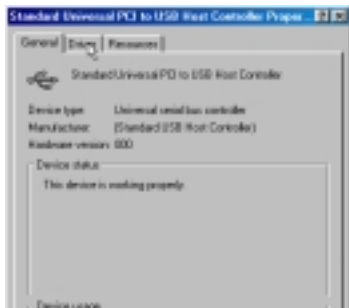 Standard Universal PCI to USB Host Controller Proper...
General Driver Resources
Standard Universal PCI to USB Host Controller
Device type: Universal serial bus controller
Manufacturer: (Standard USB Host Controller)
Hardware version: 000
Device status
This device is working properly.
Device usage